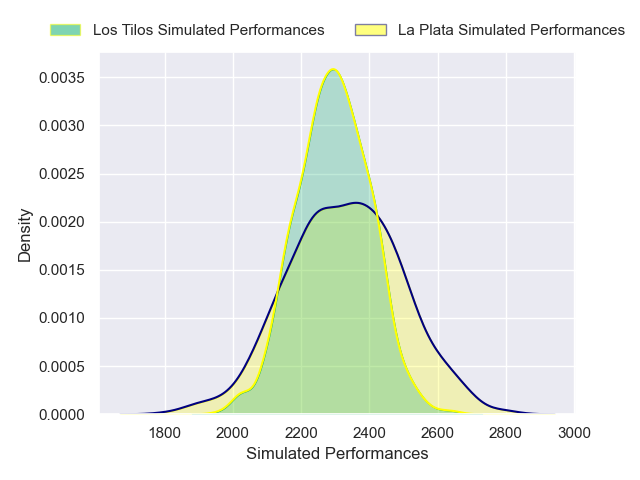 Los Tilos Simulated Performances La Plata Simulated Performances
0.0035
0.0030
0.0025
0.0020
0.0015
0.0010
0.0005
0.0000
Density
1800 2000 2200 2400 2600 2800 3000
Simulated Performances